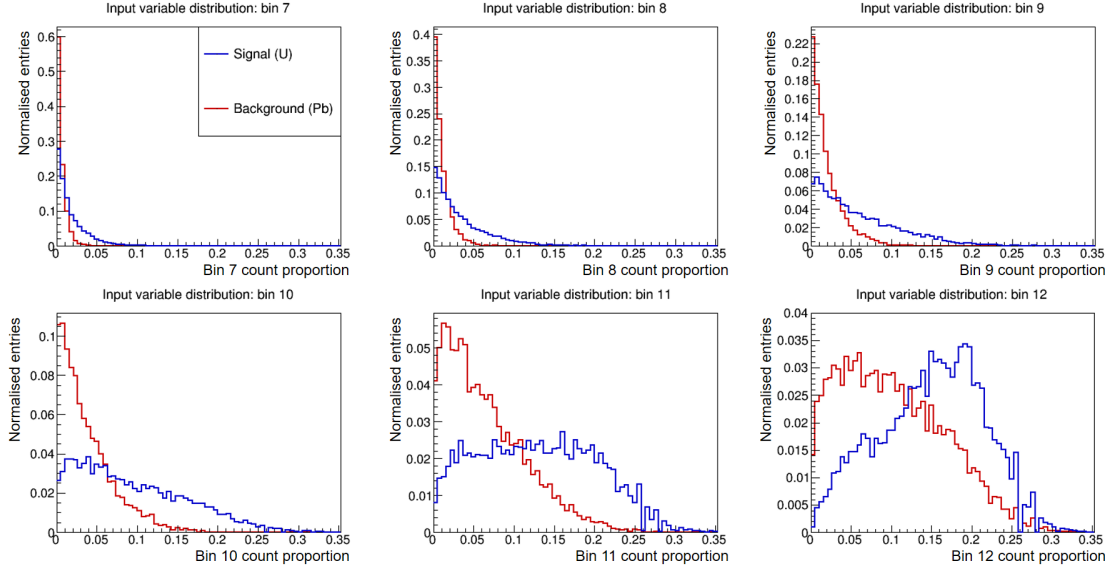 Input variable distribution: bin 7
Normalised entries
0.6
0.5
0.4
0.3
0.2
0.1
0
Signal (U)
Background (Pb)
0 0.05 0.1 0.15 0.2 0.25 0.3 0.35
Bin 7 count proportion
Input variable distribution: bin 8
Normalised entries
0.4
0.35
0.3
0.25
0.2
0.15
0.1
0.05
0
0 0.05 0.1 0.15 0.2 0.25 0.3 0.35
Bin 8 count proportion
Input variable distribution: bin 9
Normalised entries
0.22
0.2
0.18
0.16
0.14
0.12
0.1
0.08
0.06
0.04
0.02
0
0 0.05 0.1 0.15 0.2 0.25 0.3 0.35
Bin 9 count proportion
Input variable distribution: bin 10
Normalised entries
0.1
0.08
0.06
0.04
0.02
0
0 0.05 0.1 0.15 0.2 0.25 0.3 0.35
Bin 10 count proportion
Input variable distribution: bin 11
Normalised entries
0.05
0.04
0.03
0.02
0.01
0
0 0.05 0.1 0.15 0.2 0.25 0.3 0.35
Bin 11 count proportion
Input variable distribution: bin 12
Normalised entries
0.04
0.035
0.03
0.025
0.02
0.015
0.01
0.005
0
0 0.05 0.1 0.15 0.2 0.25 0.3 0.35
Bin 12 count proportion